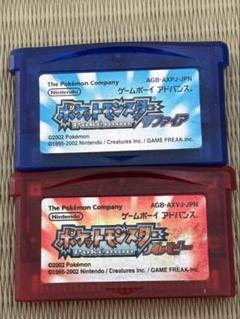 The Pokémon Company
AGB-AXPJ-JPN
Nintendo
ゲームボーイ アドバンス。
ポケットモンスター
サファイア
©2002 Pokémon
©1995-2002 Nintendo / Creatures inc. / GAME FREAK inc.
The Pokémon Company
AGB-AXVJ-JPN
Nintendo
ゲームボーイ アドバンス。
ポケットモンスター
ルビー
©2002 Pokémon
©1995-2002 Nintendo / Creatures inc. / GAME FREAK inc.